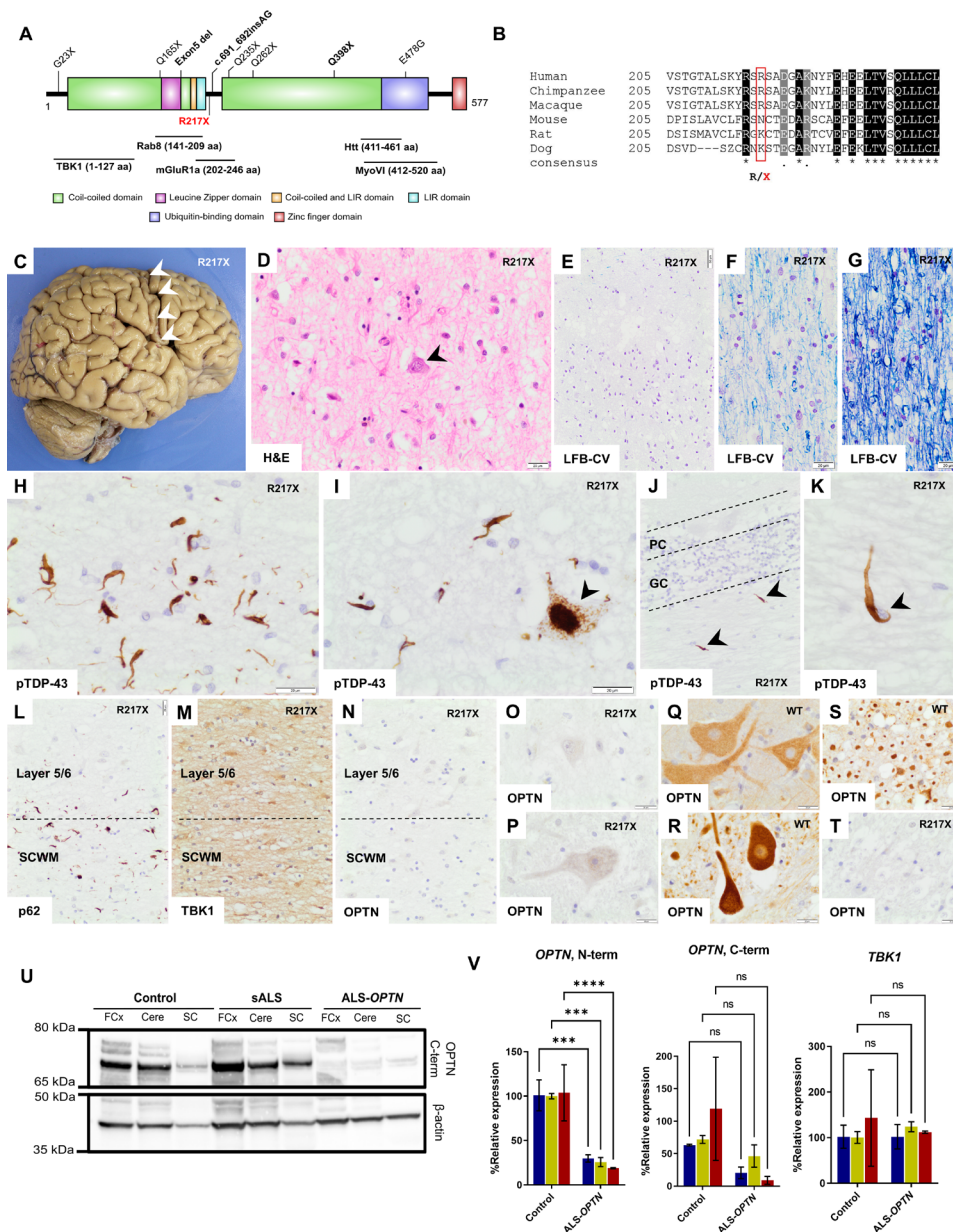 A
G23X
Q165X
Exon5 del
c.691_692insAG
Q235X
Q262X
Q398X
E478G
1
577
R217X
Rab8 (141-209 aa)
Htt (411-461 aa)
TBK1 (1-127 aa)
mGluR1a (202-246 aa)
MyoVI (412-520 aa)
Coil-coiled domain
Leucine Zipper domain
Coil-coiled and LIR domain
LIR domain
Ubiquitin-binding domain
Zinc finger domain
B
Human 205 VSTGTALSKYRSRSADGAKNYFEHEELTVSQLLLCL
Chimpanzee 205 VSTGTALSKYRSRSAEGAKNYLEHEELTVRQLLLCL
Macaque 205 VSIGTALSKYRSRSAEGAKNYFEHEELTVSQLLLCL
Mouse 205 DPISLAVCLFRSNCTEDARSCTEFEELTVSQLLLCL
Rat 205 DSISMAVCLFRGKCTEDARTCVEFEELTVSQLLLCL
Dog 205 DSVD---SZCRNKSAEGARNYLEHEELTVSQLLLCL
consensus * . *. * * *** ******
R/X
C R217X
D R217X
H&E
E R217X
LFB-CV
F R217X
LFB-CV
20 µm
G R217X
LFB-CV
H R217X
pTDP-43
I R217X
pTDP-43
J
PC
GC
pTDP-43 R217X
K R217X
pTDP-43
L R217X
Layer 5/6
SCWM
p62
M R217X
Layer 5/6
SCWM
TBK1
N R217X
Layer 5/6
SCWM
OPTN
O R217X
OPTN
Q WT
OPTN
S WT
OPTN
P R217X
OPTN
R WT
OPTN
T R217X
OPTN
U
Control sALS ALS-OPTN
FCx Cere SC FCx Cere SC FCx Cere SC
80 kDa
65 kDa
OPTN
C-term
50 kDa
35 kDa
β-actin
V
OPTN, N-term
****
***
***
%Relative expression
150
100
50
0
Control
ALS-OPTN
OPTN, C-term
ns
ns
ns
%Relative expression
200
150
100
50
0
Control
ALS-OPTN
TBK1
ns
ns
ns
%Relative expression
300
200
100
0
Control
ALS-OPTN